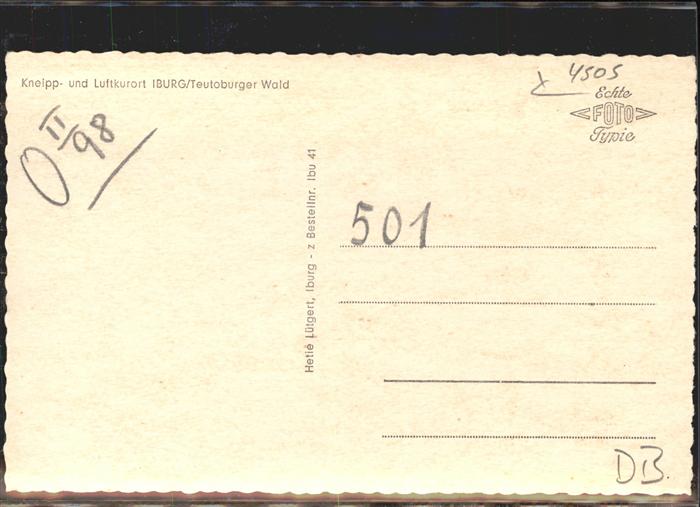 Kneipp- und Luftkurort IBURG/Teutoburger Wald
4505
Echte
<FOTO>
Typie
II/98
Hetie Lütgert, Iburg - z Bestellnr. Ibu 41
501
DB.